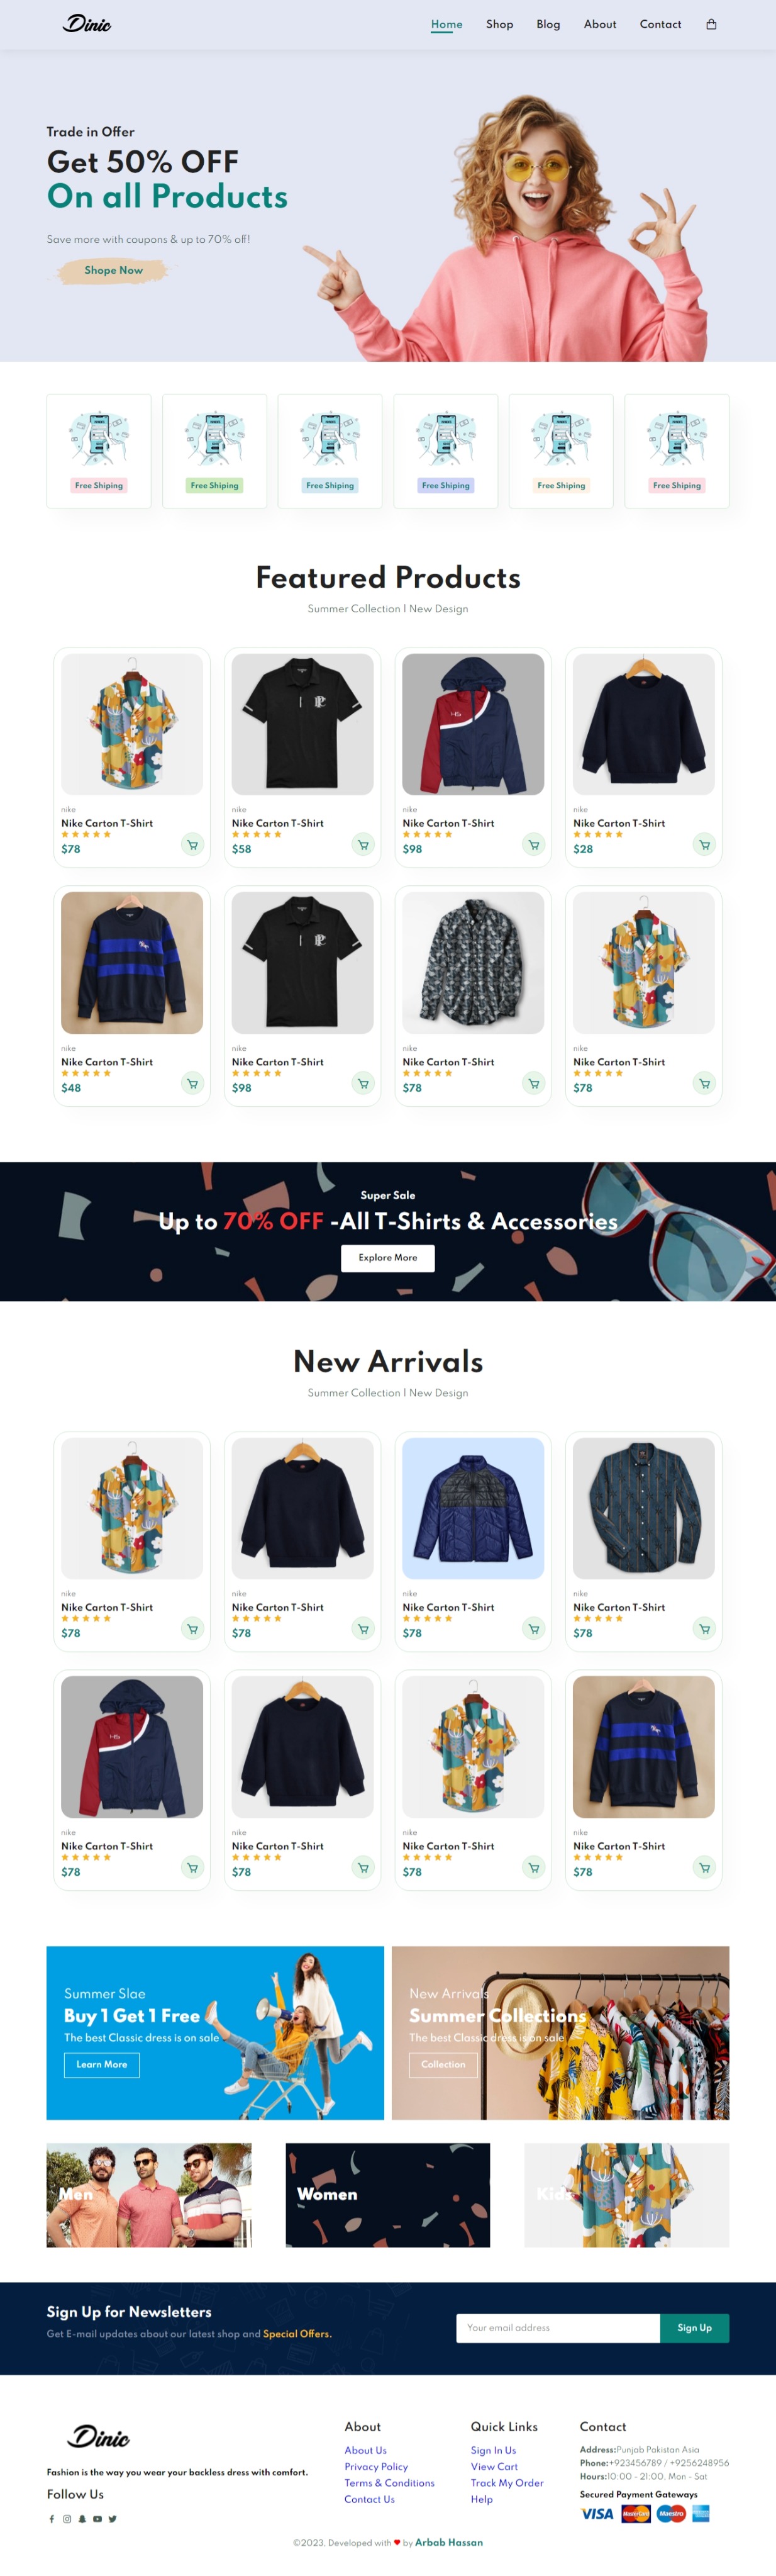 Dinic
Home Shop Blog About Contact
Trade in Offer
Get 50% OFF
On all Products
Save more with coupons & up to 70% off!
Shope Now
Free Shiping Free Shiping Free Shiping Free Shiping Free Shiping Free Shiping
Featured Products
Summer Collection | New Design
nike nike nike nike
Nike Carton T-Shirt Nike Carton T-Shirt Nike Carton T-Shirt Nike Carton T-Shirt
$78 $58 $98 $28
nike nike nike nike
Nike Carton T-Shirt Nike Carton T-Shirt Nike Carton T-Shirt Nike Carton T-Shirt
$48 $98 $78 $78
Super Sale
Up to 70% OFF -All T-Shirts & Accessories
Explore More
New Arrivals
Summer Collection | New Design
nike nike nike nike
Nike Carton T-Shirt Nike Carton T-Shirt Nike Carton T-Shirt Nike Carton T-Shirt
$78 $78 $78 $78
nike nike nike nike
Nike Carton T-Shirt Nike Carton T-Shirt Nike Carton T-Shirt Nike Carton T-Shirt
$78 $78 $78 $78
Summer Slae
Buy 1 Get 1 Free
The best Classic dress is on sale
Learn More
New Arrivals
Summer Collections
The best Classic dress is on sale
Collection
Men
Women
Kids
Sign Up for Newsletters
Get E-mail updates about our latest shop and Special Offers.
Your email address
Sign Up
Dinic
Fashion is the way you wear your backless dress with comfort.
Follow Us
About
About Us
Privacy Policy
Terms & Conditions
Contact Us
Quick Links
Sign In Us
View Cart
Track My Order
Help
Contact
Address:Punjab Pakistan Asia
Phone:+923456789 / +9256248956
Hours:10:00 - 21:00, Mon - Sat
Secured Payment Gateways
VISA MasterCard Maestro
©2023, Developed with ❤ by Arbab Hassan